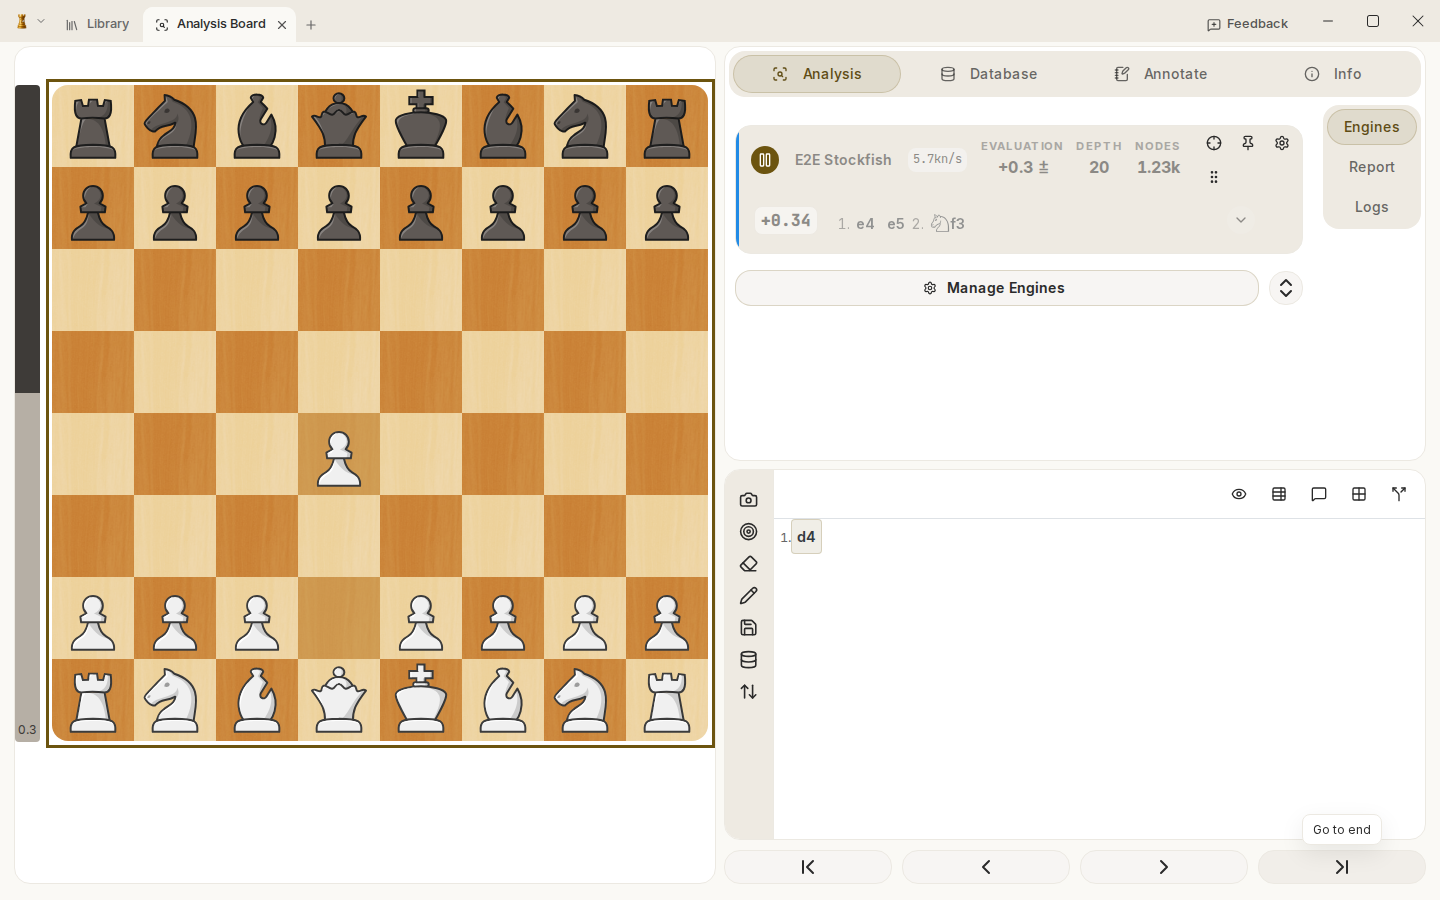 Library
Analysis Board
Feedback
Analysis
Database
Annotate
Info
E2E Stockfish
5.7kn/s
EVALUATION
+0.3 ±
DEPTH
20
NODES
1.23k
+0.34
1. e4 e5 2. ♘f3
Engines
Report
Logs
Manage Engines
0.3
1. d4
Go to end